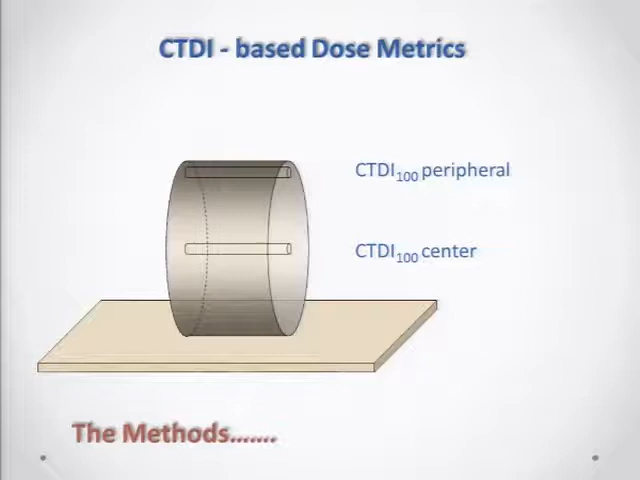 CTDI - based Dose Metrics
CTDI100 peripheral
CTDI100 center
The Methods.......